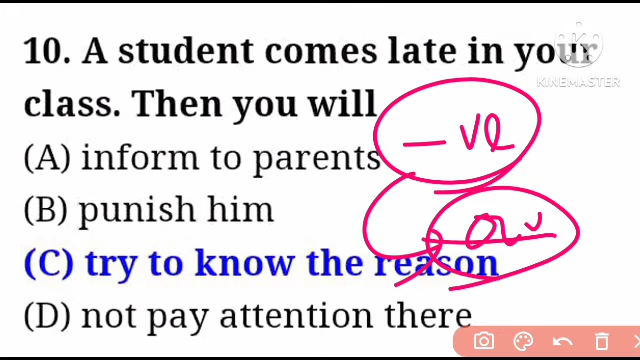 10. A student comes late in your
KINEMASTER
class. Then you will
(A) inform to parents
– ve
(B) punish him
(C) try to know the reason
(D) not pay attention there